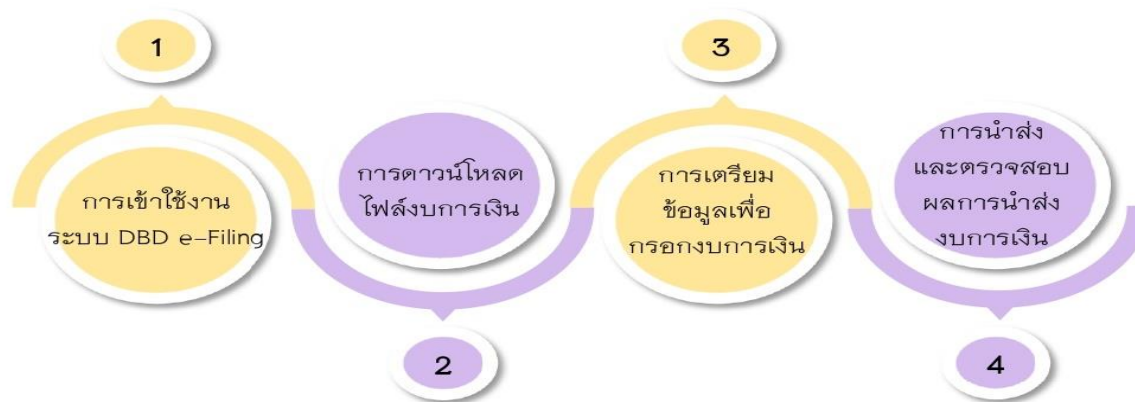 1
การเข้าใช้งาน
ระบบ DBD e-Filing
การดาวน์โหลด
ไฟล์งบการเงิน
2
3
การเตรียม
ข้อมูลเพื่อ
กรอกงบการเงิน
การนำส่ง
และตรวจสอบ
ผลการนำส่ง
งบการเงิน
4